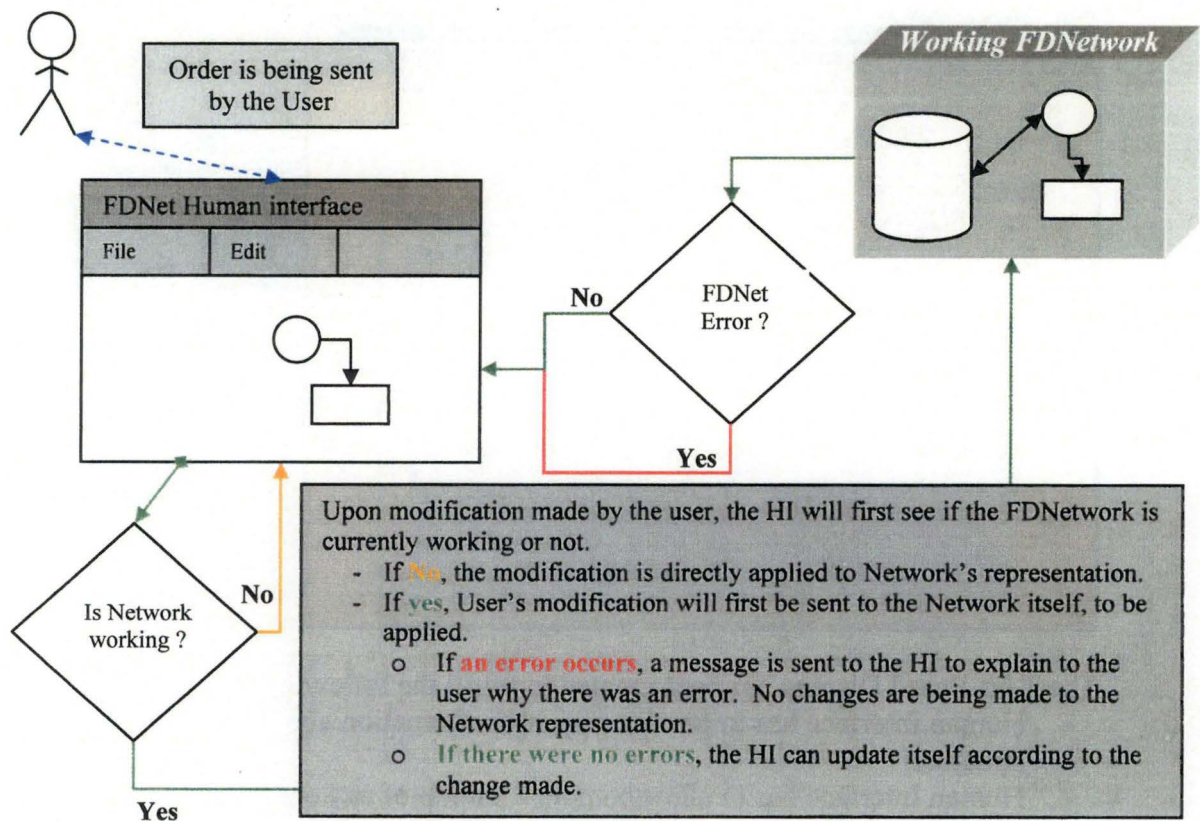 Order is being sent
by the User
Working FDNetwork
FDNet Human interface
File Edit
FDNet
Error ?
No
Yes
Is Network
working ?
No
Yes
Upon modification made by the user, the HI will first see if the FDNetwork is
currently working or not.
- If No, the modification is directly applied to Network's representation.
- If yes, User's modification will first be sent to the Network itself, to be
applied.
o If an error occurs, a message is sent to the HI to explain to the
user why there was an error. No changes are being made to the
Network representation.
o If there were no errors, the HI can update itself according to the
change made.